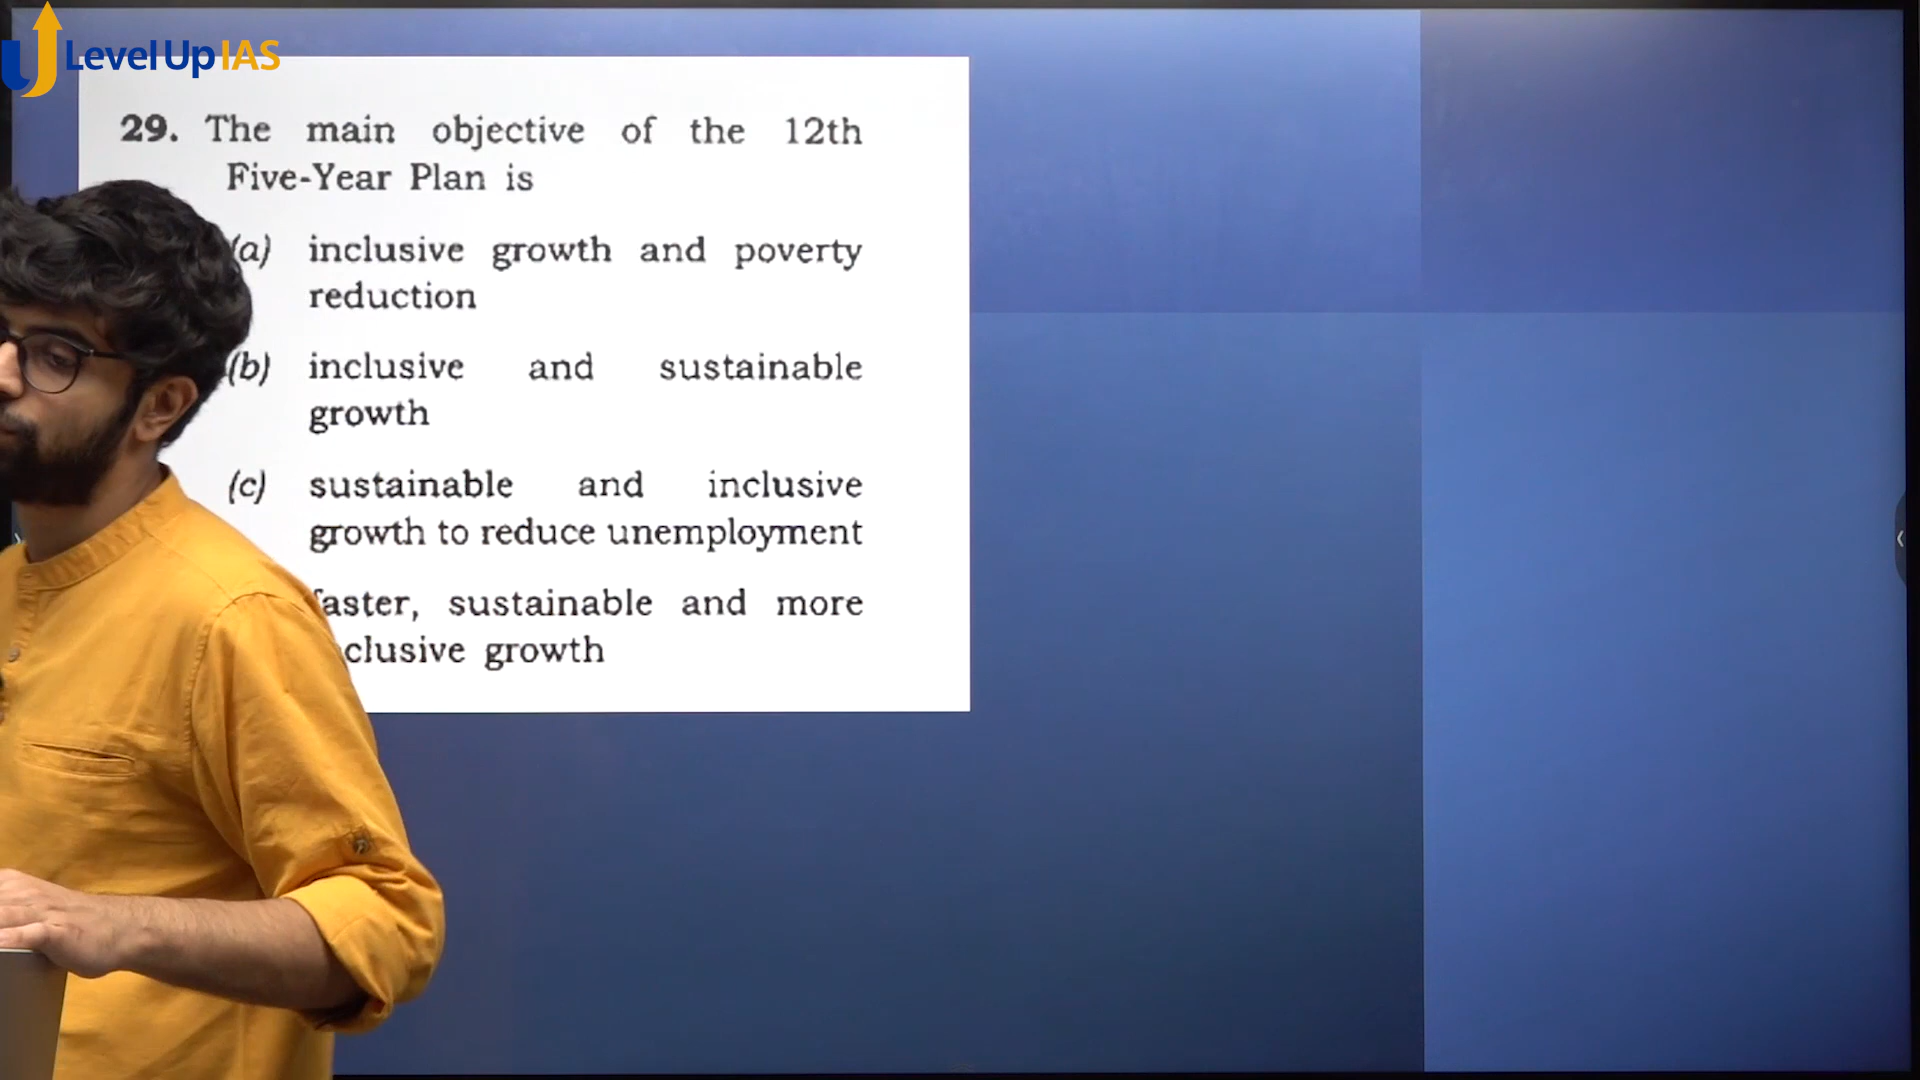 Level Up IAS
29. The main objective of the 12th
Five-Year Plan is
(a) inclusive growth and poverty
reduction
(b) inclusive and sustainable
growth
(c) sustainable and inclusive
growth to reduce unemployment
faster, sustainable and more
clusive growth